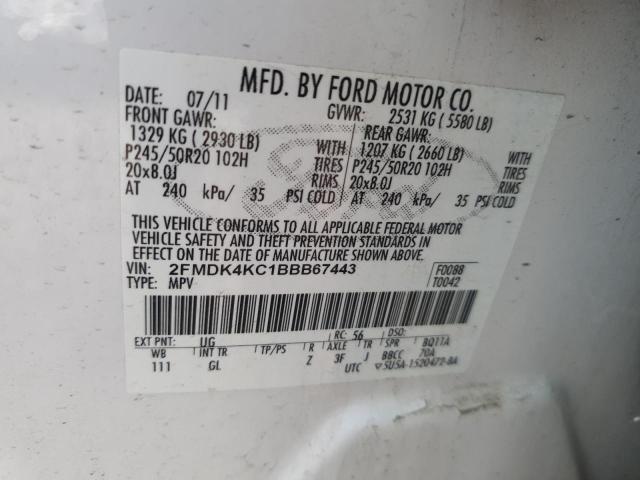 MFD. BY FORD MOTOR CO.
DATE: 07/11 GVWR: 2531 KG ( 5580 LB)
FRONT GAWR: REAR GAWR:
1329 KG ( 2930 LB) WITH 1207 KG ( 2660 LB) WITH
P245/50R20 102H TIRES P245/50R20 102H TIRES
20x8.0J RIMS 20x8.0J RIMS
AT 240 kPa/ 35 PSI COLD AT 240 kPa/ 35 PSI COLD
THIS VEHICLE CONFORMS TO ALL APPLICABLE FEDERAL MOTOR
VEHICLE SAFETY AND THEFT PREVENTION STANDARDS IN
EFFECT ON THE DATE OF MANUFACTURE SHOWN ABOVE.
VIN: 2FMDK4KC1BBB67443 F0088
TYPE: MPV T0042
EXT PNT: UG RC: 56 DSO:
WB INT TR TP/PS R AXLE TR SPR BQ11A
111 GL Z 3F J BBCC 70A
UTC 5U5A-1520472-BA